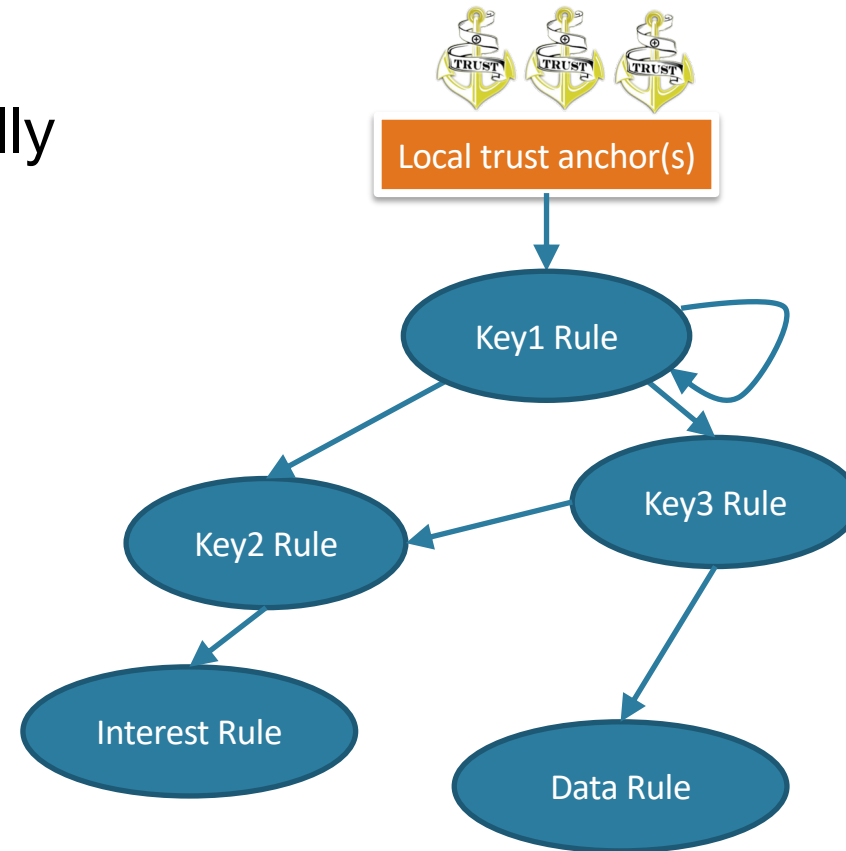 TRUST TRUST TRUST
lly
Local trust anchor(s)
Key1 Rule
Key3 Rule
Key2 Rule
Interest Rule
Data Rule